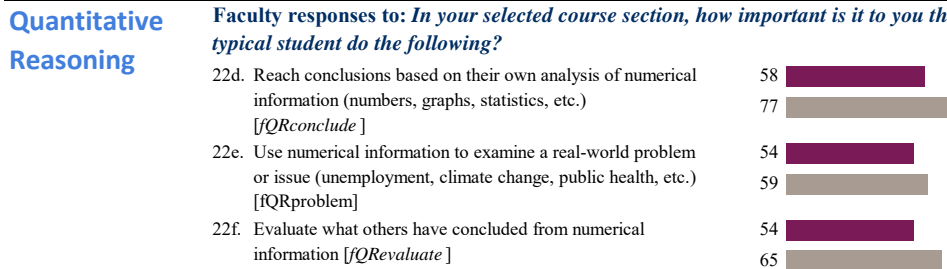 Quantitative
Reasoning
Faculty responses to: In your selected course section, how important is it to you
typical student do the following?
22d. Reach conclusions based on their own analysis of numerical
information (numbers, graphs, statistics, etc.)
[fQRconclude ]
58
77
22e. Use numerical information to examine a real-world problem
or issue (unemployment, climate change, public health, etc.)
[fQRproblem]
54
59
22f. Evaluate what others have concluded from numerical
information [fQRevaluate ]
54
65